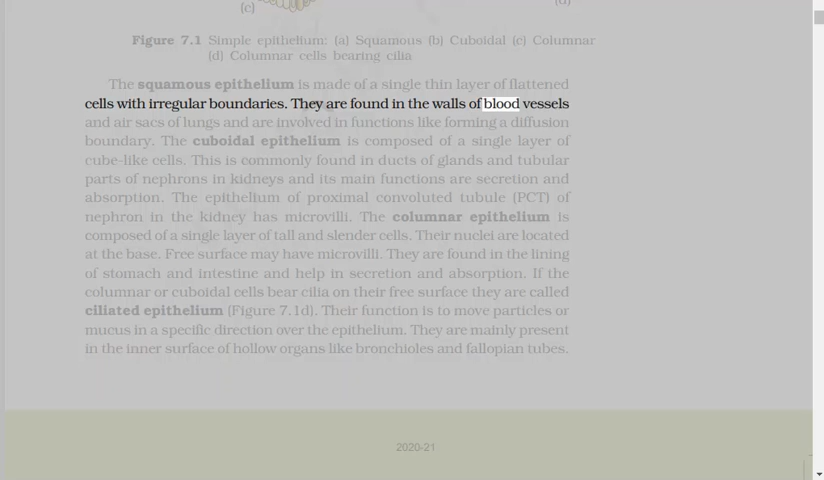 (c)
(d)
Figure 7.1 Simple epithelium: (a) Squamous (b) Cuboidal (c) Columnar
(d) Columnar cells bearing cilia
The squamous epithelium is made of a single thin layer of flattened
cells with irregular boundaries. They are found in the walls of blood vessels
and air sacs of lungs and are involved in functions like forming a diffusion
boundary. The cuboidal epithelium is composed of a single layer of
cube-like cells. This is commonly found in ducts of glands and tubular
parts of nephrons in kidneys and its main functions are secretion and
absorption. The epithelium of proximal convoluted tubule (PCT) of
nephron in the kidney has microvilli. The columnar epithelium is
composed of a single layer of tall and slender cells. Their nuclei are located
at the base. Free surface may have microvilli. They are found in the lining
of stomach and intestine and help in secretion and absorption. If the
columnar or cuboidal cells bear cilia on their free surface they are called
ciliated epithelium (Figure 7.1d). Their function is to move particles or
mucus in a specific direction over the epithelium. They are mainly present
in the inner surface of hollow organs like bronchioles and fallopian tubes.
2020-21